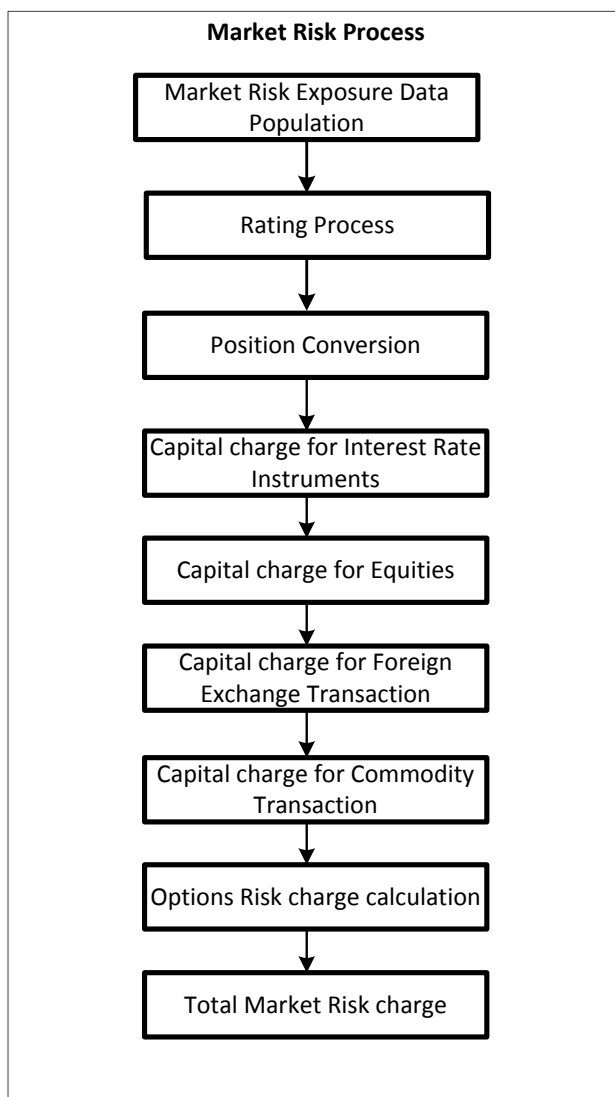 Market Risk Process
Market Risk Exposure Data
Population
Rating Process
Position Conversion
Capital charge for Interest Rate
Instruments
Capital charge for Equities
Capital charge for Foreign
Exchange Transaction
Capital charge for Commodity
Transaction
Options Risk charge calculation
Total Market Risk charge